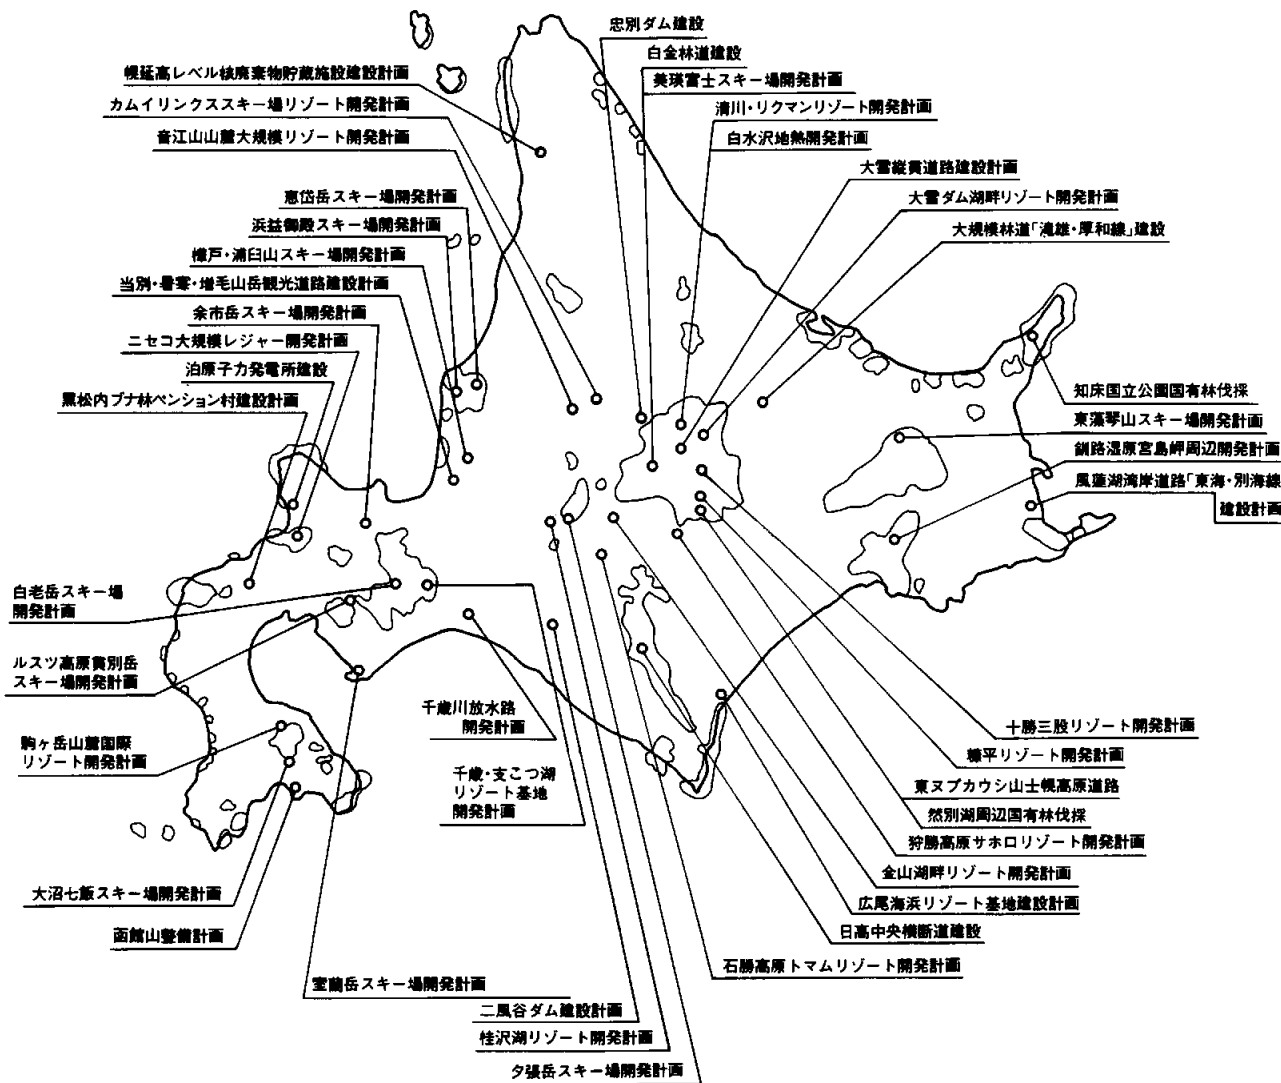 忠別ダム建設
白金林道建設
美瑛富士スキー場開発計画
清川・リクマンリゾート開発計画
白水沢地熱開発計画
大雪縦貫道路建設計画
大雪ダム湖畔リゾート開発計画
大規模林道「滝雄・厚和線」建設
幌延高レベル核廃棄物貯蔵施設建設計画
カムイリンクススキー場リゾート開発計画
音江山山麓大規模リゾート開発計画
恵岱岳スキー場開発計画
浜益御殿スキー場開発計画
樺戸・浦臼山スキー場開発計画
当別・暑寒・増毛山岳観光道路建設計画
余市岳スキー場開発計画
ニセコ大規模レジャー開発計画
泊原子力発電所建設
黒松内ブナ林ペンション村建設計画
知床国立公園国有林伐採
東藻琴山スキー場開発計画
釧路湿原宮島岬周辺開発計画
風蓮湖湾岸道路「東海・別海線」
建設計画
白老岳スキー場
開発計画
ルスツ高原貫別岳
スキー場開発計画
駒ヶ岳山麓国際
リゾート開発計画
大沼七飯スキー場開発計画
函館山整備計画
室蘭岳スキー場開発計画
千歳川放水路
開発計画
千歳・支こつ湖
リゾート基地
開発計画
二風谷ダム建設計画
桂沢湖リゾート開発計画
夕張岳スキー場開発計画
十勝三股リゾート開発計画
糠平リゾート開発計画
東ヌプカウシ山士幌高原道路
然別湖周辺国有林伐採
狩勝高原サホロリゾート開発計画
金山湖畔リゾート開発計画
広尾海浜リゾート基地建設計画
日高中央横断道建設
石勝高原トマムリゾート開発計画